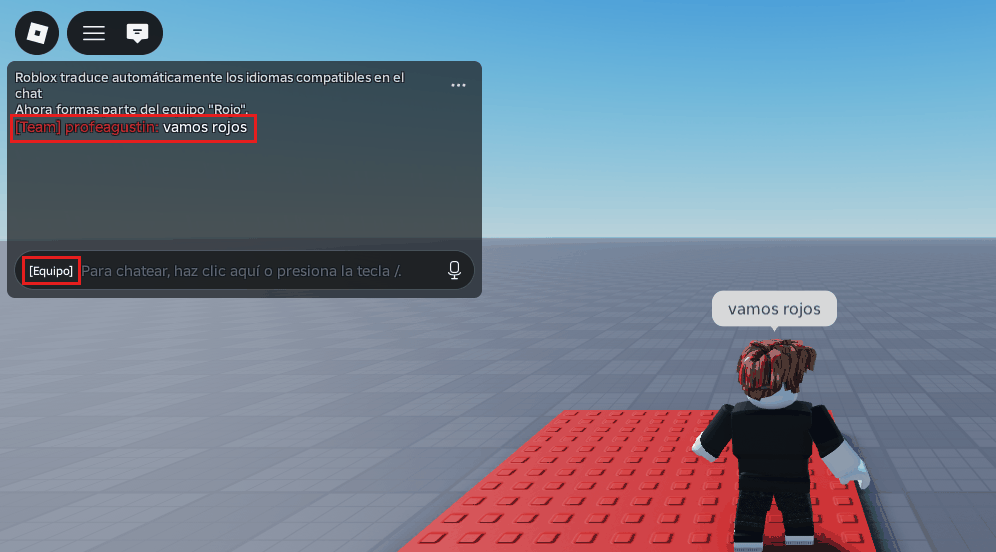 Roblox traduce automáticamente los idiomas compatibles en el
chat
Ahora formas parte del equipo "Rojo".
[Team] profeagustin: vamos rojos
[Equipo] Para chatear, haz clic aquí o presiona la tecla /.
vamos rojos